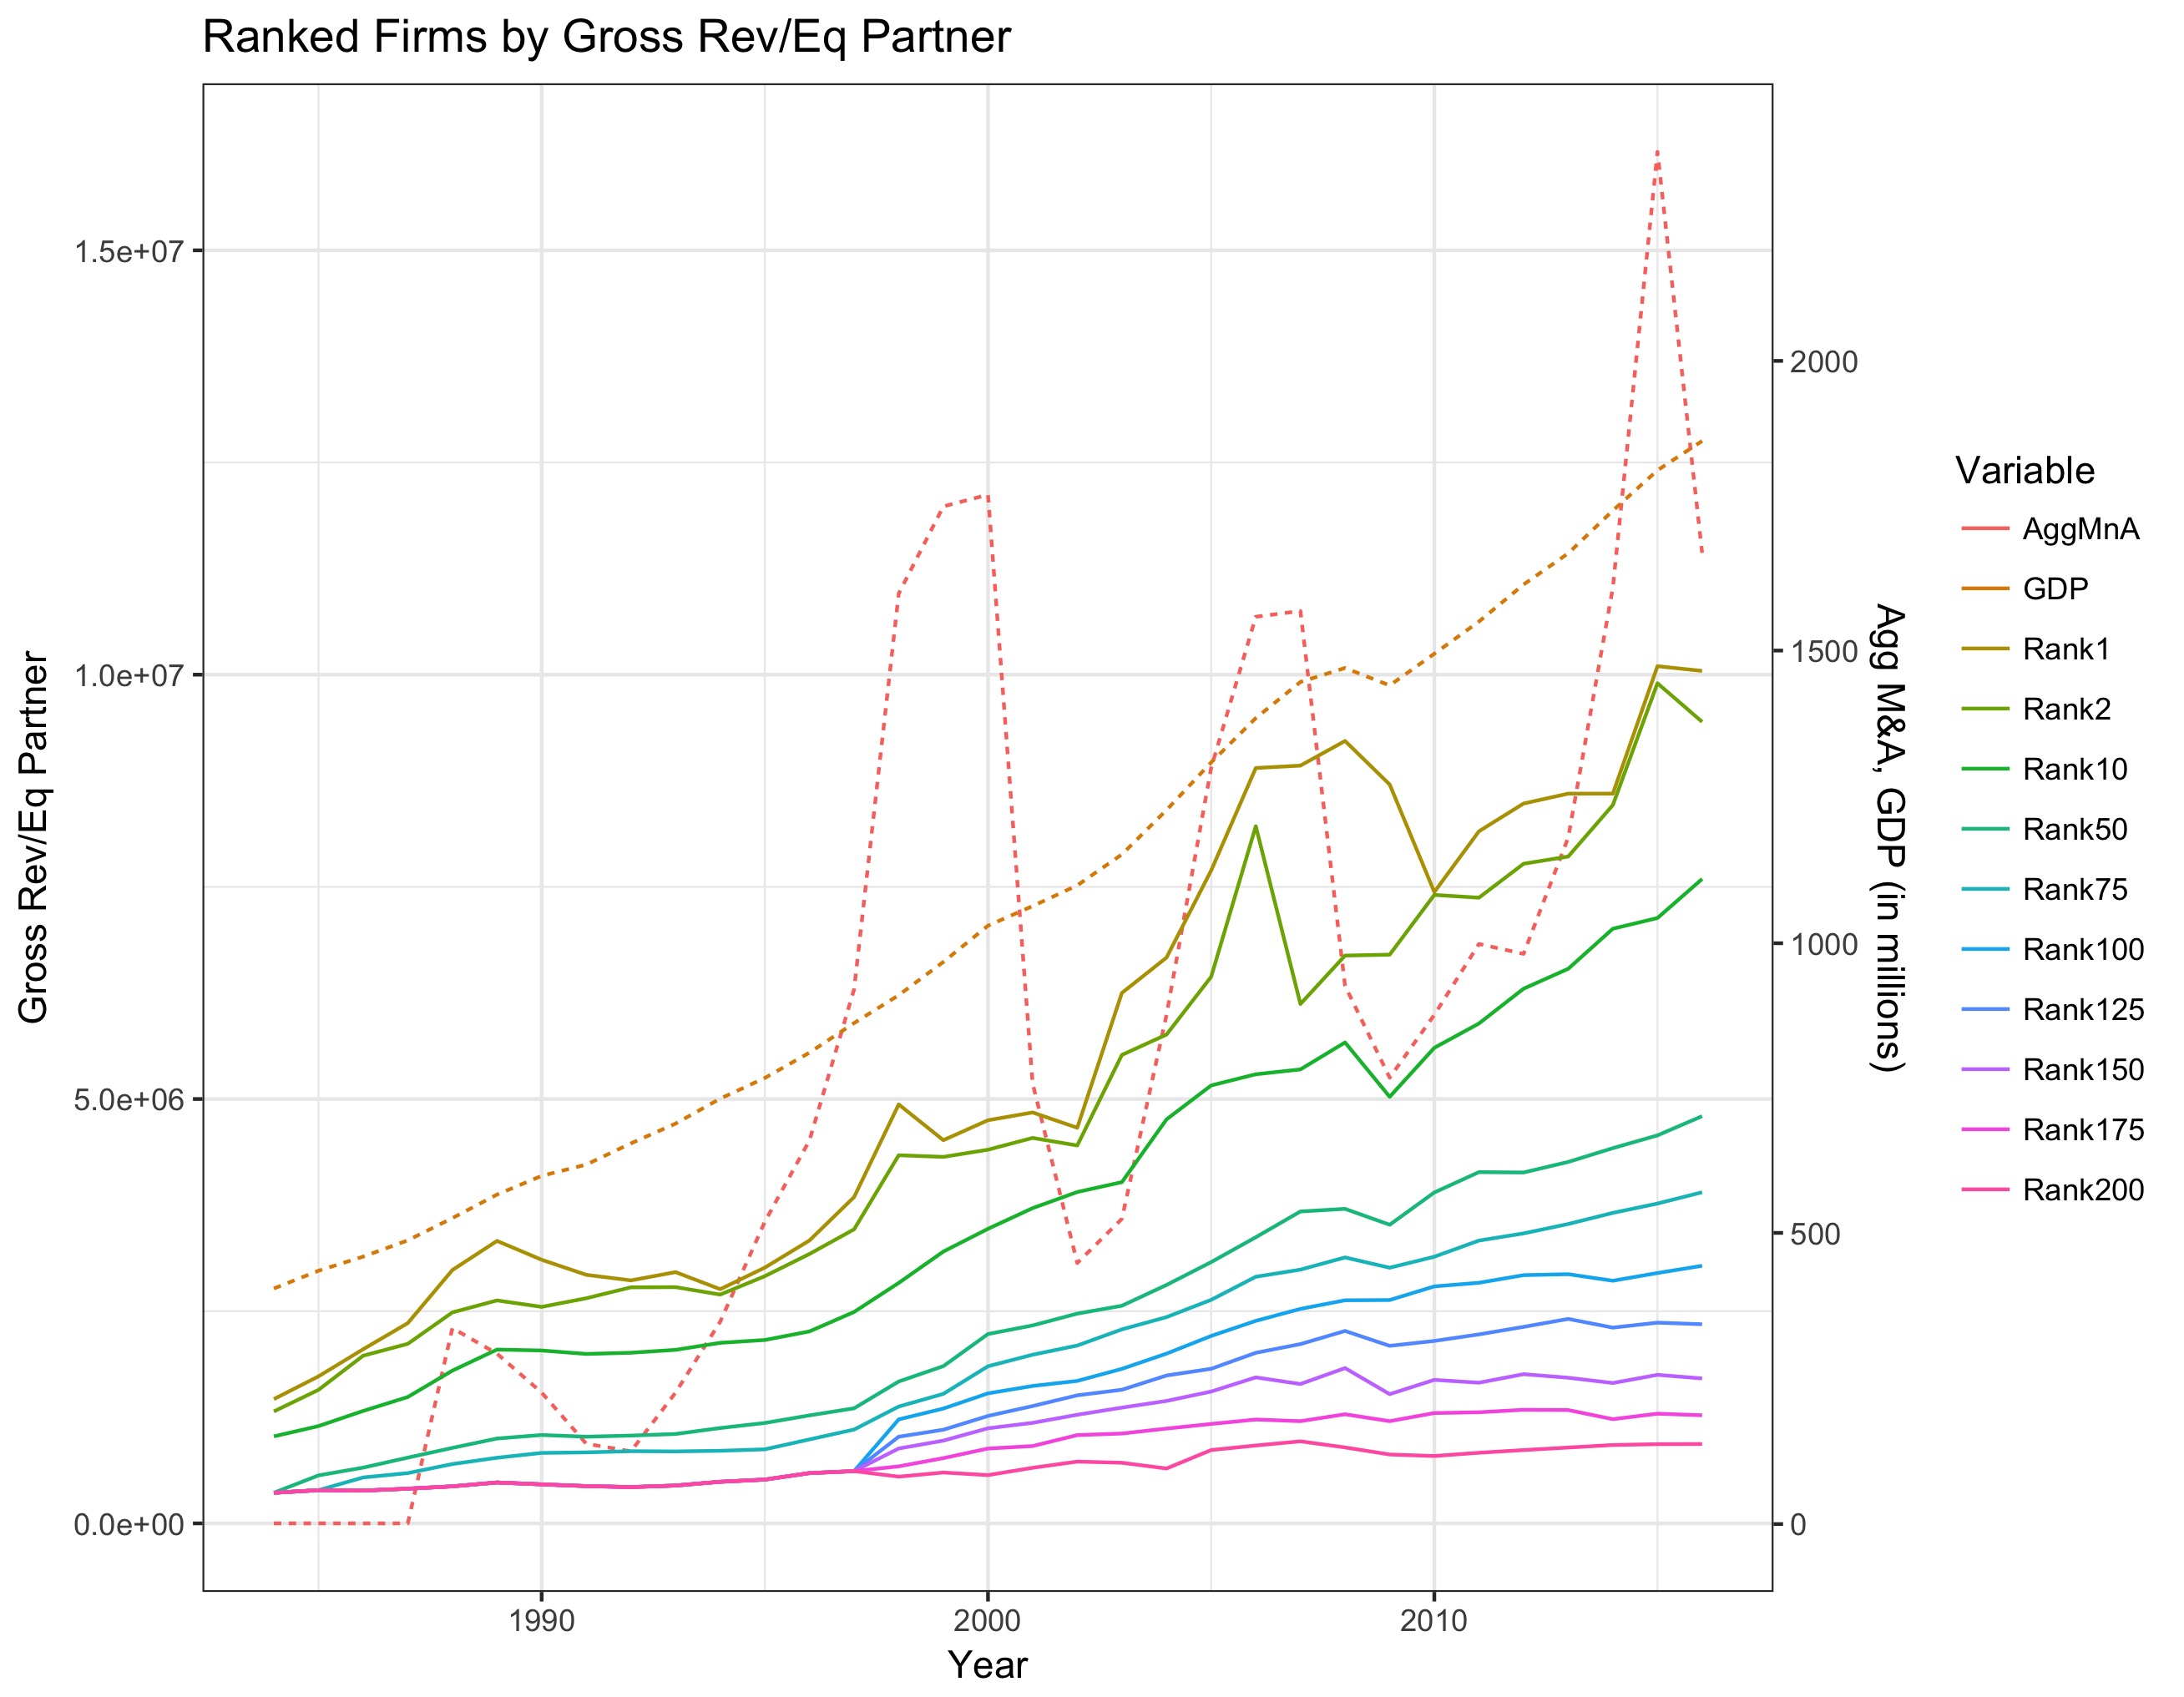 Ranked Firms by Gross Rev/Eq Partner
1.5e+07
1.0e+07
5.0e+06
0.0e+00
Gross Rev/Eq Partner
1990
2000
2010
Year
2000
1500
1000
500
0
Agg M&A, GDP (in millions)
Variable
AggMnA
GDP
Rank1
Rank2
Rank10
Rank50
Rank75
Rank100
Rank125
Rank150
Rank175
Rank200